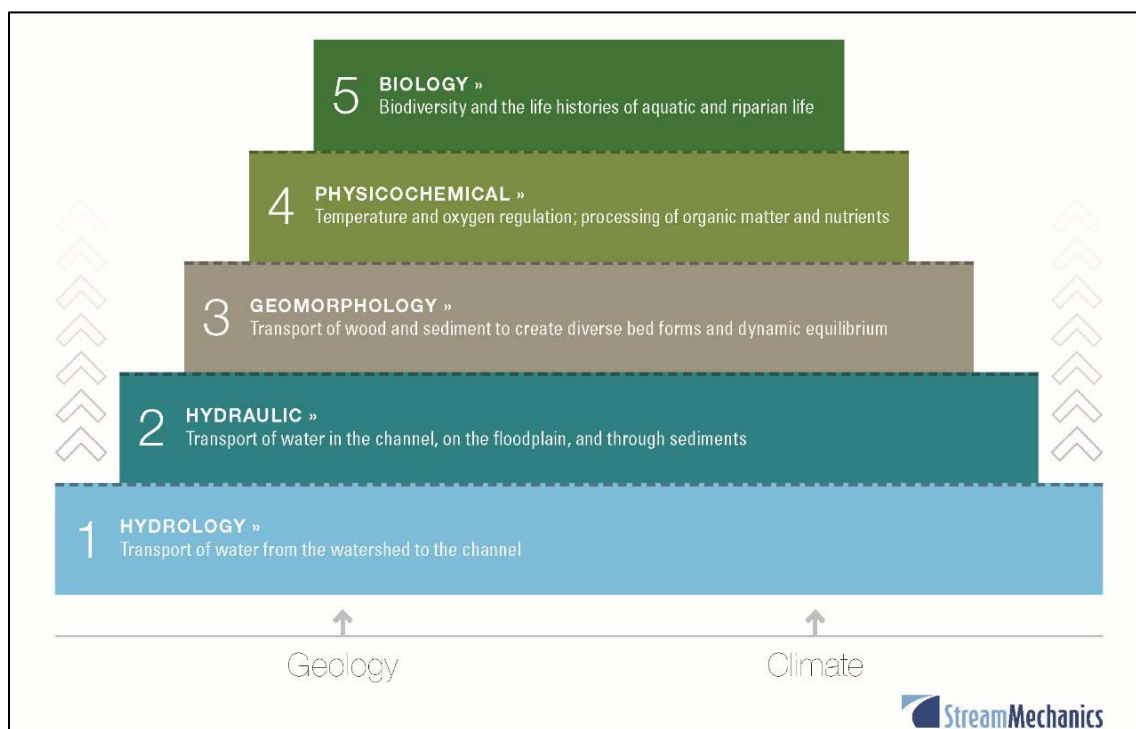 5
BIOLOGY »
Biodiversity and the life histories of aquatic and riparian life
4
PHYSICOCHEMICAL »
Temperature and oxygen regulation; processing of organic matter and nutrients
3
GEOMORPHOLOGY »
Transport of wood and sediment to create diverse bed forms and dynamic equilibrium
2
HYDRAULIC »
Transport of water in the channel, on the floodplain, and through sediments
1
HYDROLOGY »
Transport of water from the watershed to the channel
Geology
Climate
StreamMechanics